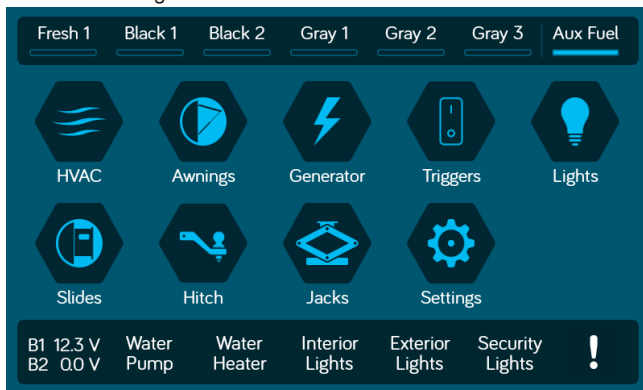 Fresh 1 Black 1 Black 2 Gray 1 Gray 2 Gray 3 Aux Fuel
HVAC Awnings Generator Triggers Lights
Slides Hitch Jacks Settings
B1 12.3 V Water Water Interior Exterior Security !
B2 0.0 V Pump Heater Lights Lights Lights